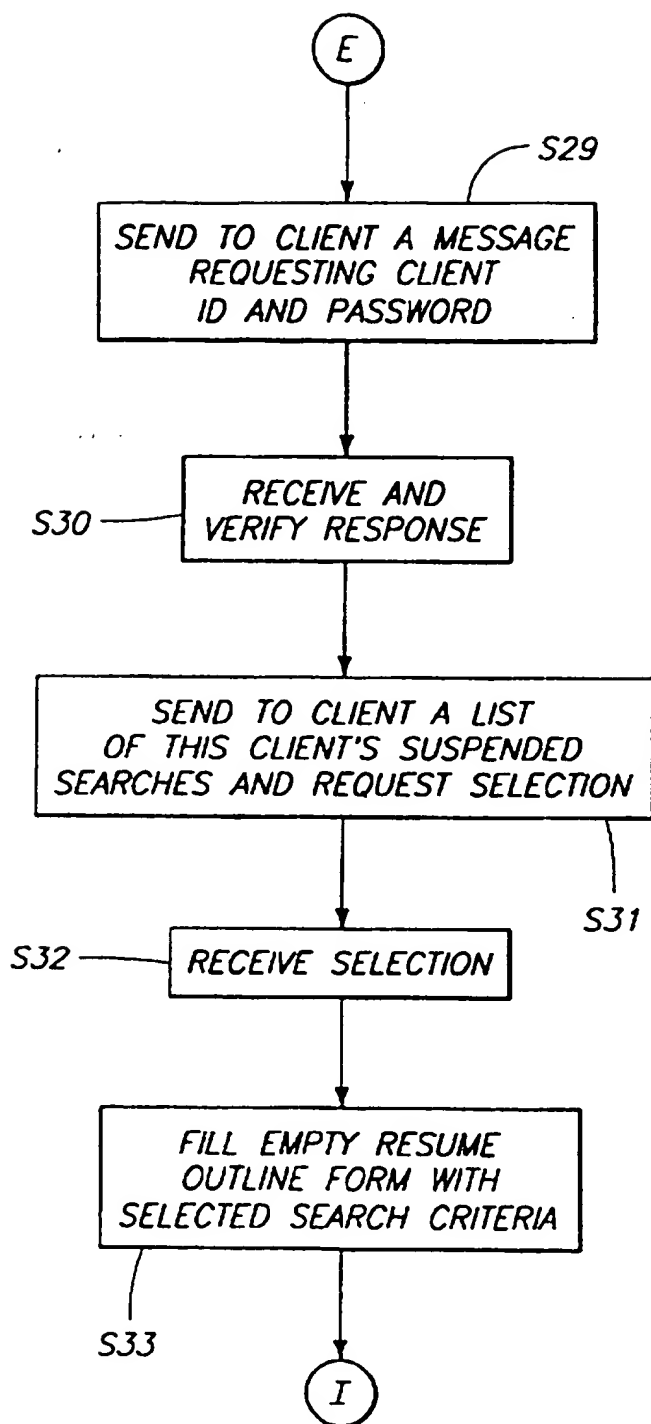 E
S29
SEND TO CLIENT A MESSAGE
REQUESTING CLIENT
ID AND PASSWORD
RECEIVE AND
VERIFY RESPONSE
S30
SEND TO CLIENT A LIST
OF THIS CLIENT'S SUSPENDED
SEARCHES AND REQUEST SELECTION
S31
S32
RECEIVE SELECTION
FILL EMPTY RESUME
OUTLINE FORM WITH
SELECTED SEARCH CRITERIA
S33
I